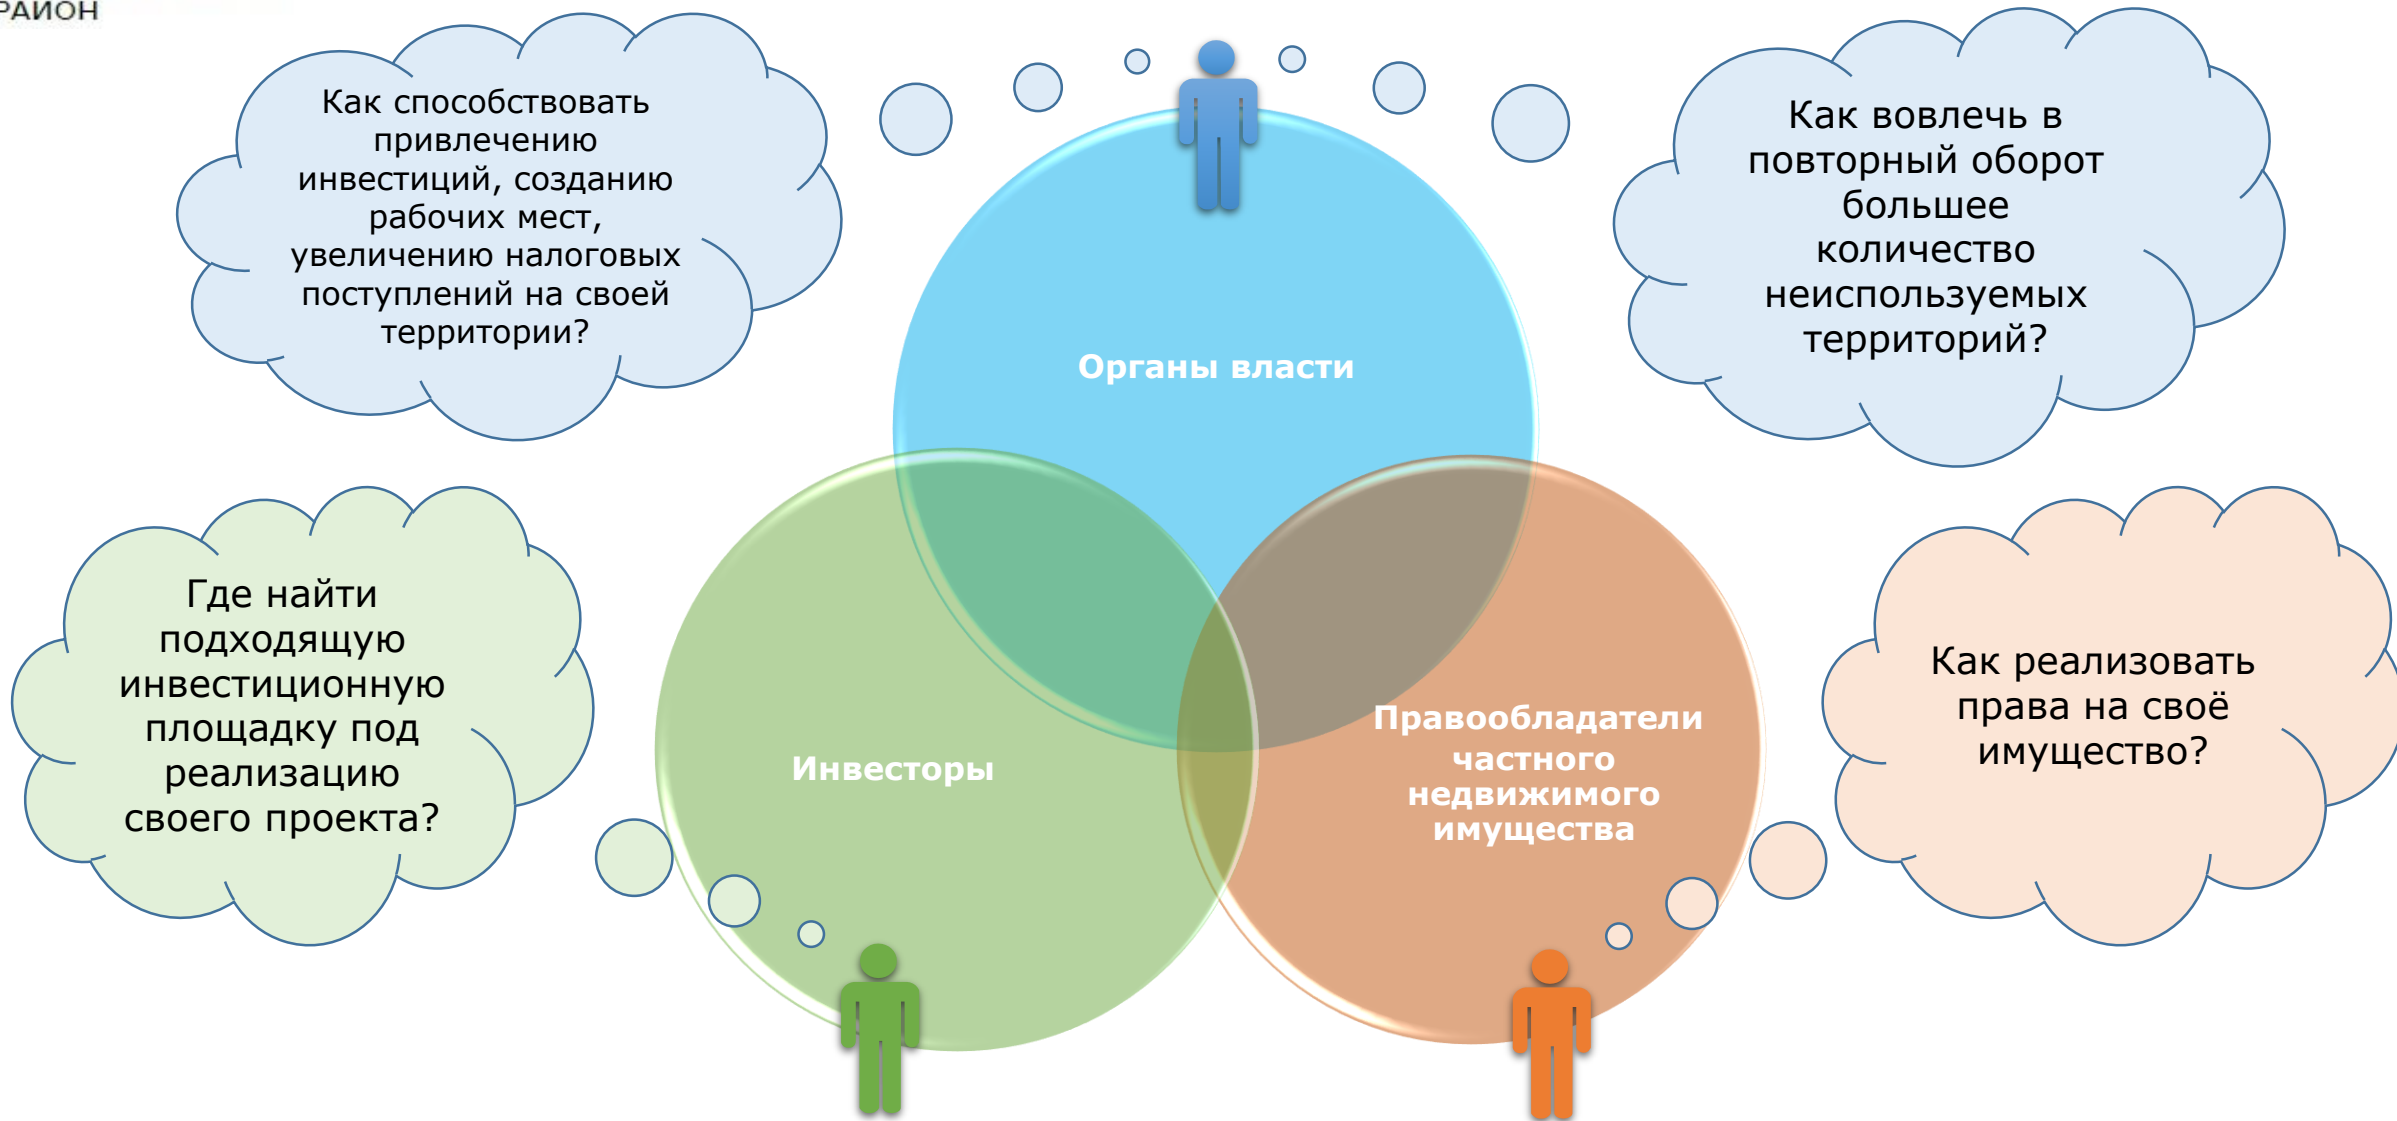 РАЙОН
Как способствовать
привлечению
инвестиций, созданию
рабочих мест,
увеличению налоговых
поступлений на своей
территории?
Как вовлечь в
повторный оборот
большее
количество
неиспользуемых
территорий?
Органы власти
Где найти
подходящую
инвестиционную
площадку под
реализацию
своего проекта?
Инвесторы
Правообладатели
частного
недвижимого
имущества
Как реализовать
права на своё
имущество?